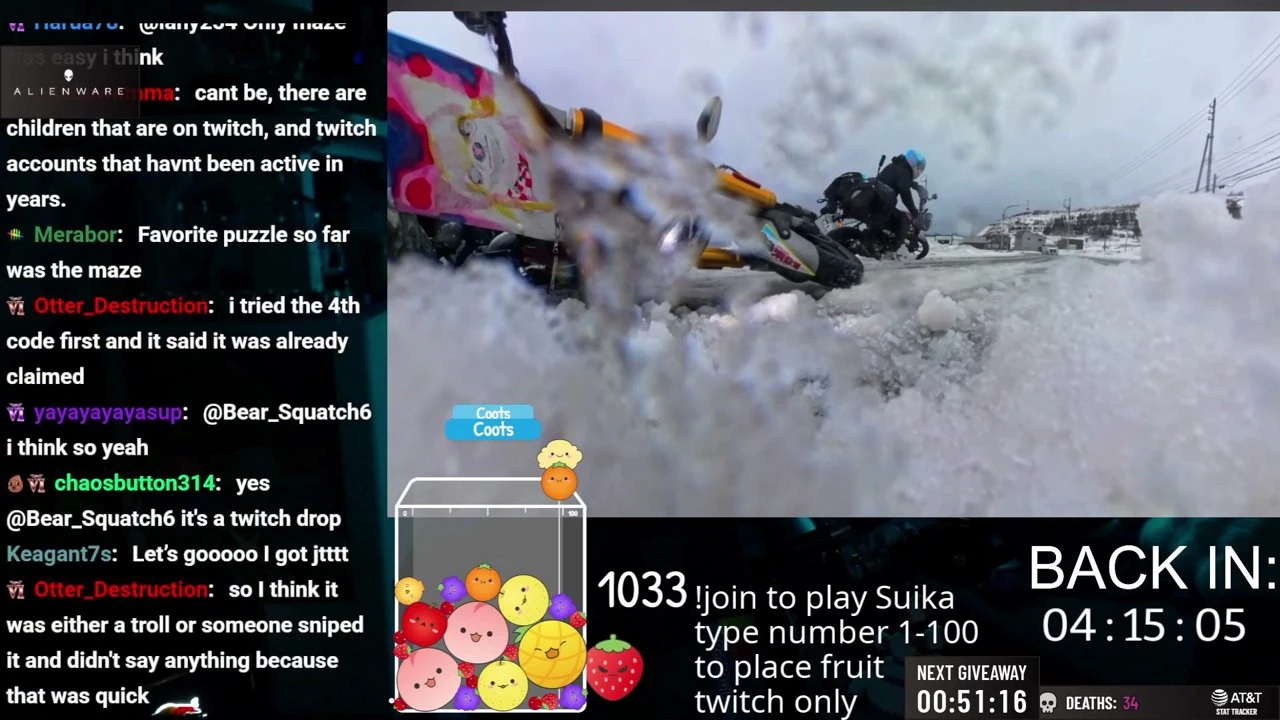 Harda78: @lany254 Only maze
was easy i think
ALIENWARE
mma: cant be, there are
children that are on twitch, and twitch
accounts that havnt been active in
years.
Merabor: Favorite puzzle so far
was the maze
Otter_Destruction: i tried the 4th
code first and it said it was already
claimed
yayayayayasup: @Bear_Squatch6
i think so yeah
chaosbutton314: yes
@Bear_Squatch6 it's a twitch drop
Keagant7s: Let's gooooo I got jtttt
Otter_Destruction: so I think it
was either a troll or someone sniped
it and didn't say anything because
that was quick
Coots
Coots
0
100
1033
!join to play Suika
type number 1-100
to place fruit
twitch only
BACK IN:
04:15:05
NEXT GIVEAWAY
00:51:16
DEATHS: 34
AT&T
STAT TRACKER